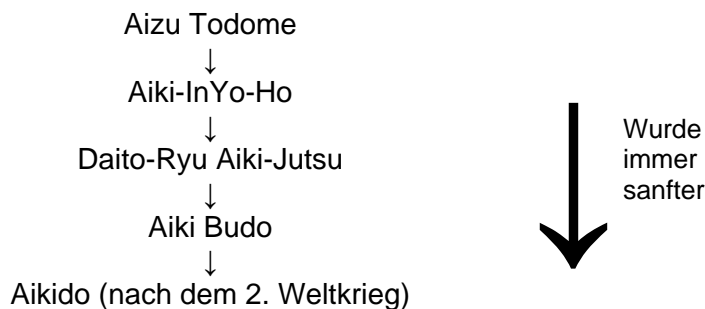 Aizu Todome
↓
Aiki-InYo-Ho
↓
Daito-Ryu Aiki-Jutsu
↓
Aiki Budo
↓
Aikido (nach dem 2. Weltkrieg)
Wurde
immer
sanfter